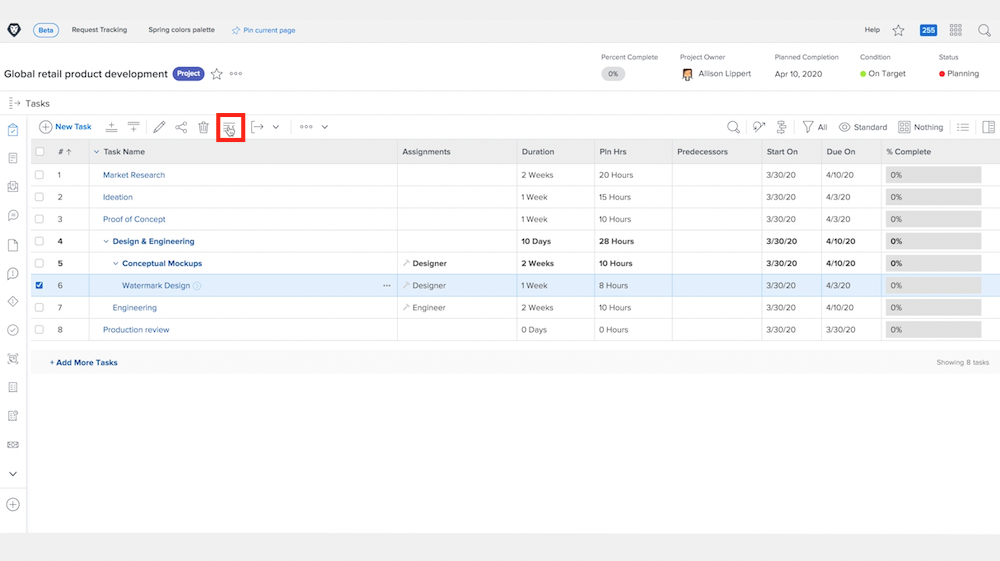 Beta Request Tracking Spring colors palette Pin current page Help 255
Percent Complete Project Owner Planned Completion Condition Status
Global retail product development Project 0% Allison Lippert Apr 10, 2020 On Target Planning
Tasks
New Task All Standard Nothing
# Task Name Assignments Duration Pln Hrs Predecessors Start On Due On % Complete
1 Market Research 2 Weeks 20 Hours 3/30/20 4/10/20 0%
2 Ideation 1 Week 15 Hours 3/30/20 4/3/20 0%
3 Proof of Concept 1 Week 10 Hours 3/30/20 4/3/20 0%
4 Design & Engineering 10 Days 28 Hours 3/30/20 4/10/20 0%
5 Conceptual Mockups Designer 2 Weeks 10 Hours 3/30/20 4/10/20 0%
6 Watermark Design Designer 1 Week 8 Hours 3/30/20 4/3/20 0%
7 Engineering Engineer 2 Weeks 10 Hours 3/30/20 4/10/20 0%
8 Production review 0 Days 0 Hours 3/30/20 3/30/20 0%
+ Add More Tasks Showing 8 tasks